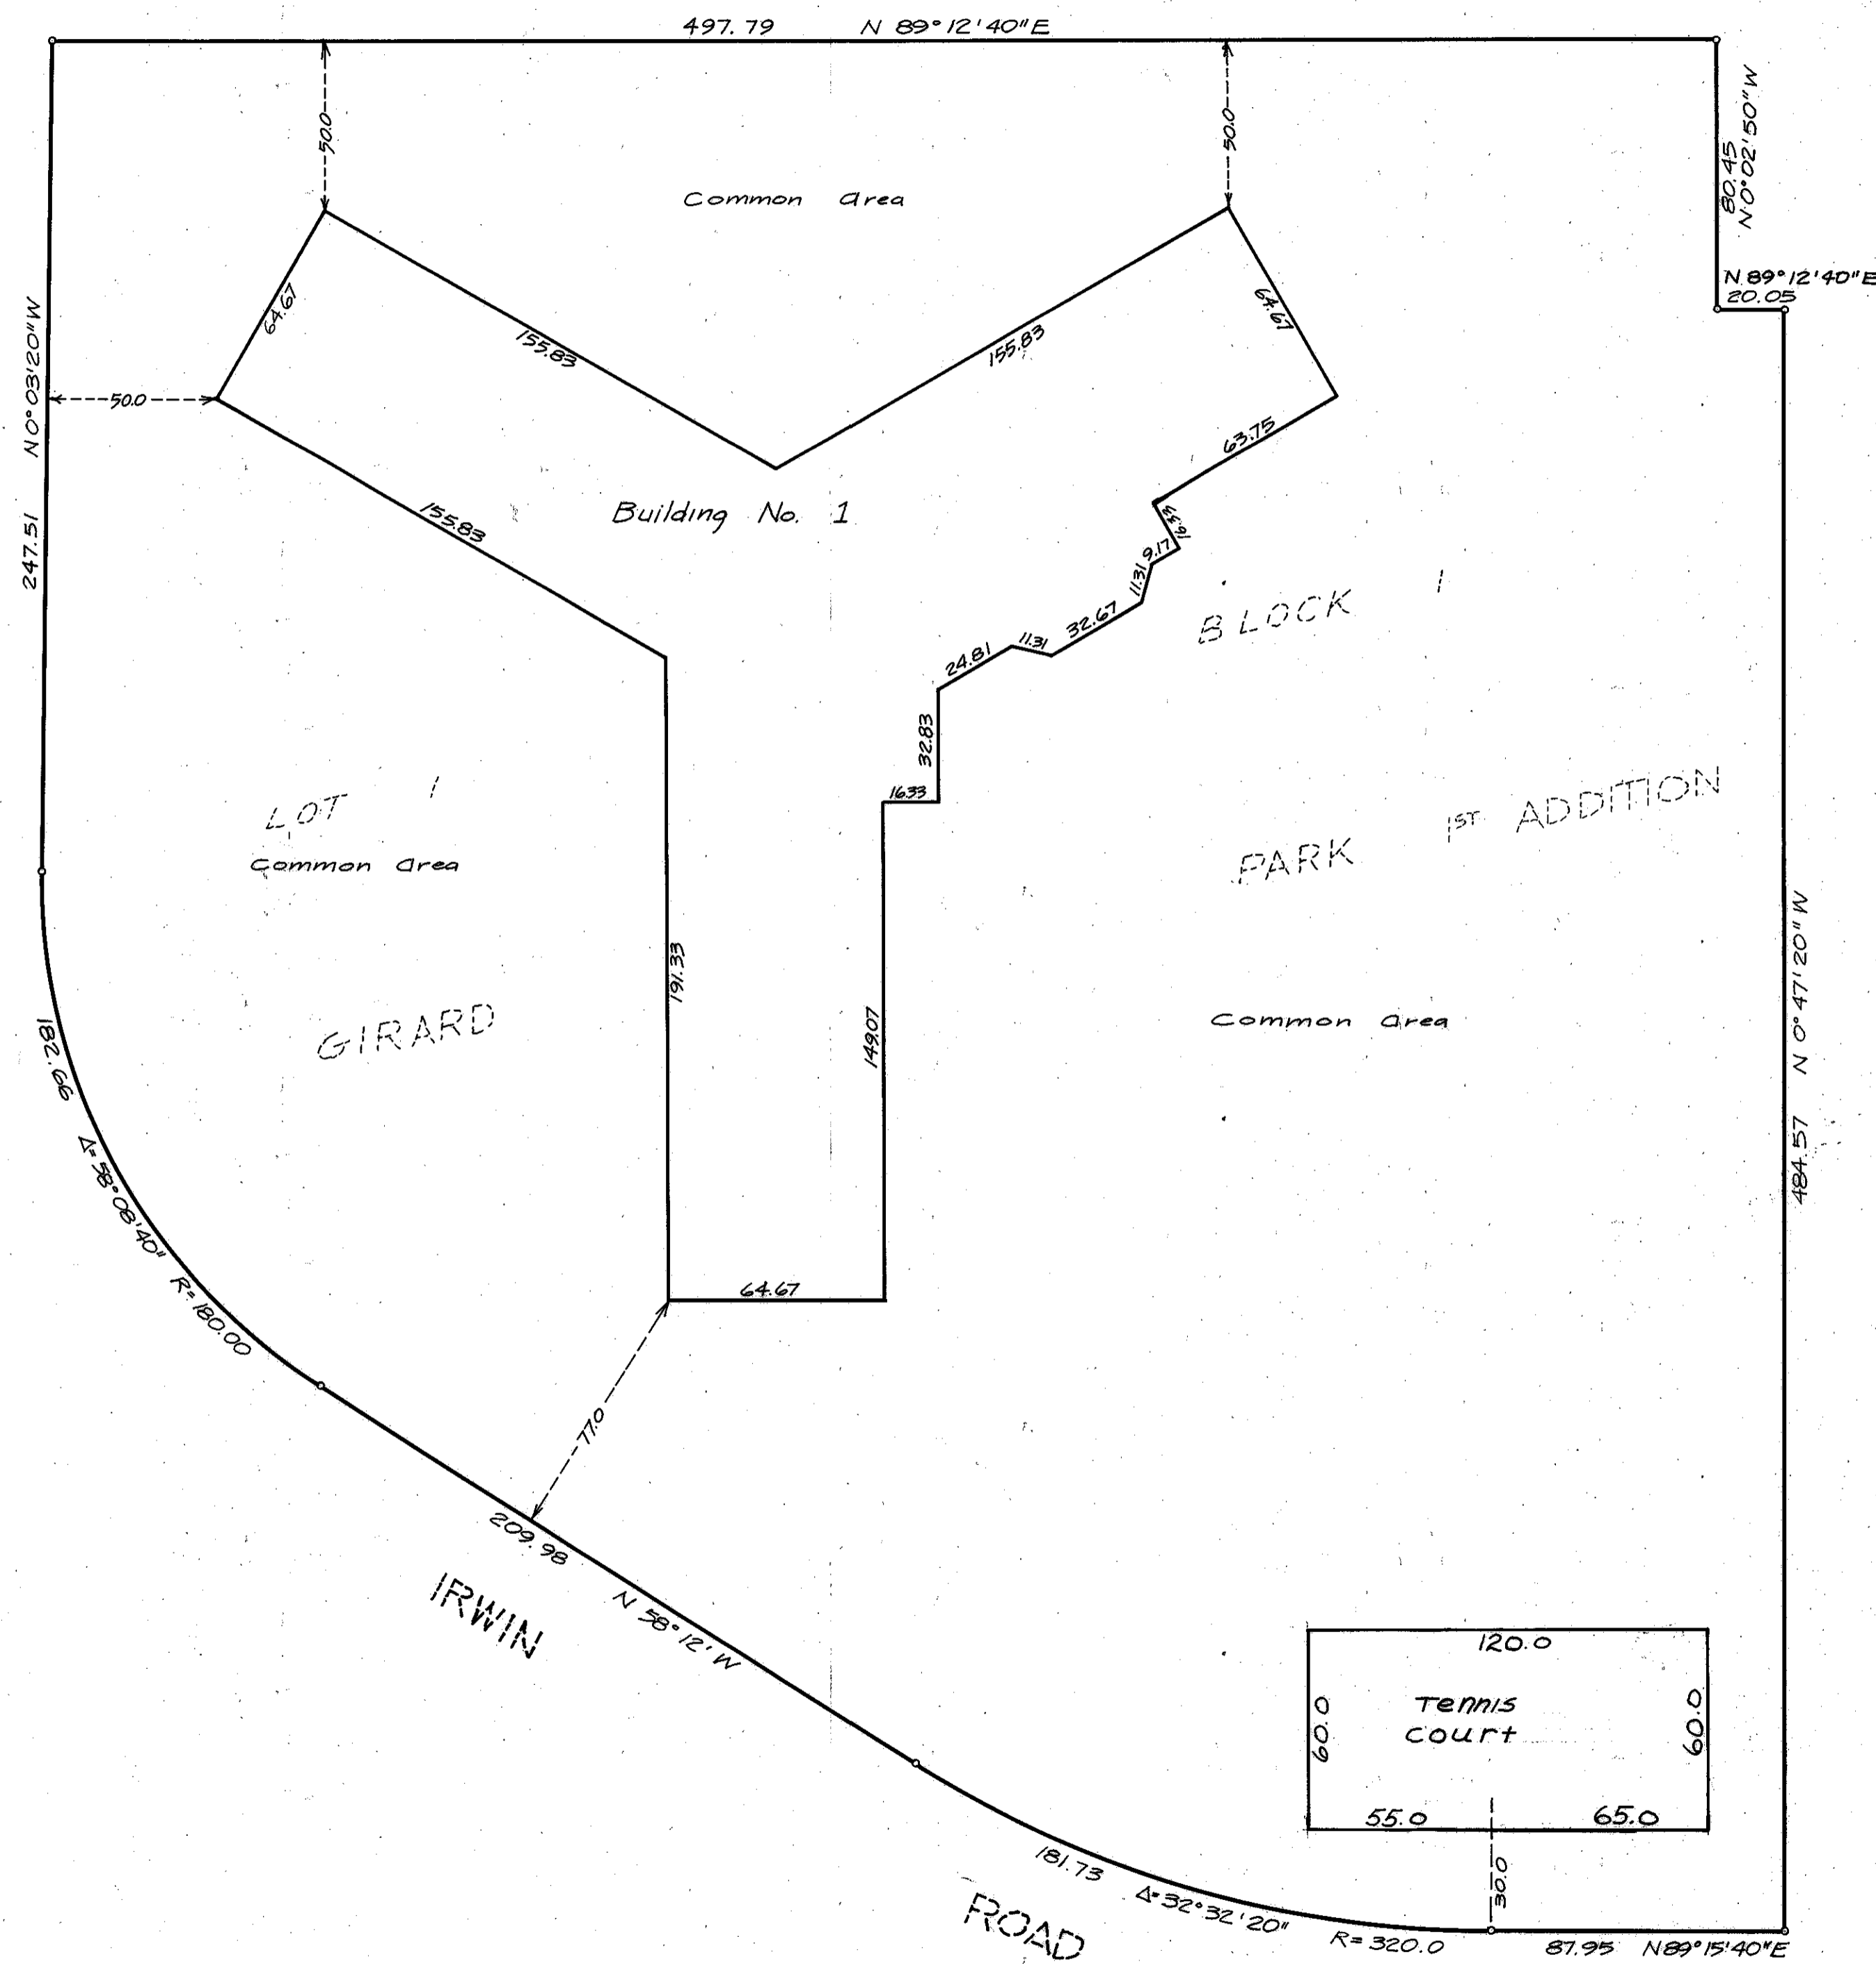 497.79 N 89°12'40"E
50.0
50.0
80.45
N 0°02'50"W
Common Area
N 89°12'40"E
20.05
64.67
155.83
155.83
64.67
247.51 N 0°03'20"W
50.0
63.75
155.83
Building No. 1
16.33
9.17
11.31
32.67
11.31
24.81
BLOCK 1
32.83
16.33
LOT 1
Common Area
PARK 1ST ADDITION
191.33
149.07
484.57 N 0°47'20"W
GIRARD
Common Area
182.66 Δ=58°08'40" R=180.00
64.67
77.0
209.98 N 58°12' W
IRWIN
ROAD
120.0
60.0
Tennis
Court
60.0
55.0
65.0
30.0
181.73 Δ=32°32'20" R=320.0
87.95 N89°15'40"E